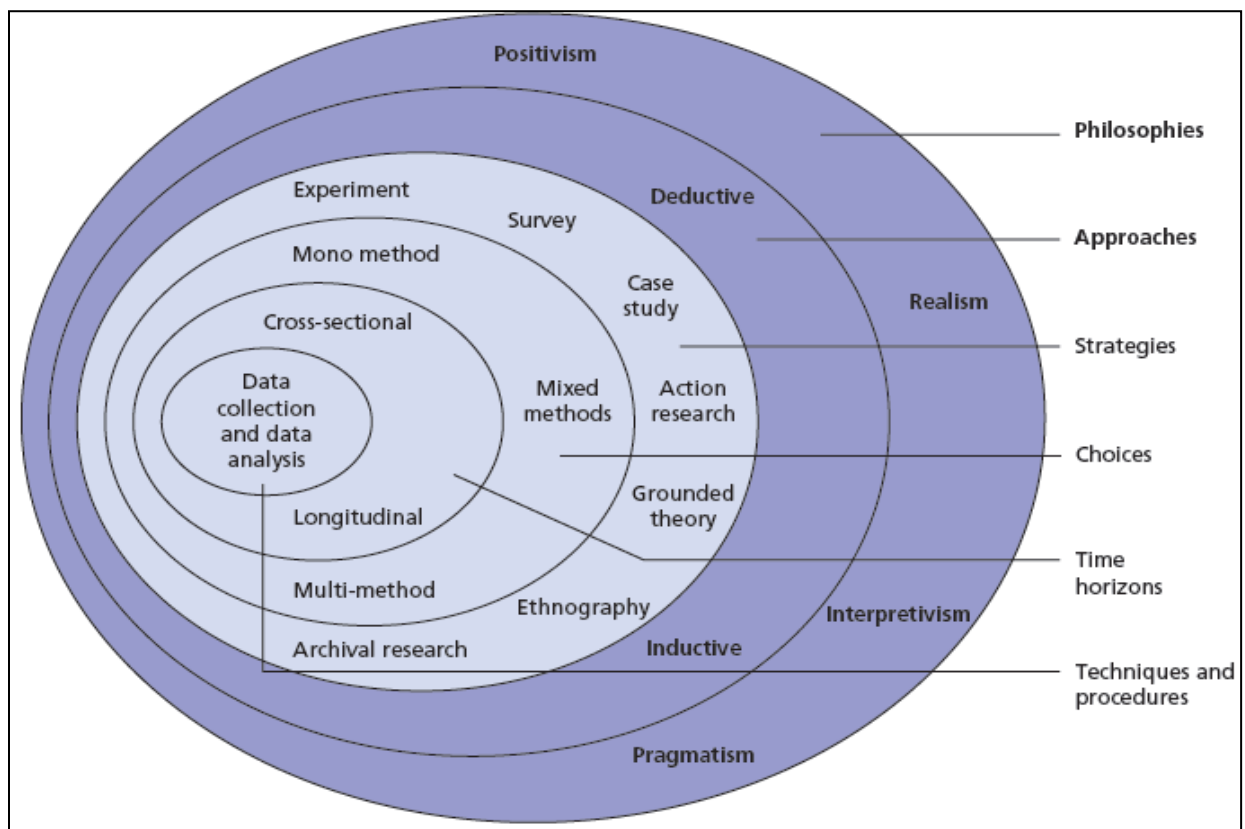 Positivism
Philosophies
Experiment
Deductive
Survey
Approaches
Mono method
Case
study
Realism
Cross-sectional
Strategies
Data
collection
and data
analysis
Mixed
methods
Action
research
Choices
Grounded
theory
Longitudinal
Time
horizons
Multi-method
Ethnography
Interpretivism
Archival research
Inductive
Techniques and
procedures
Pragmatism